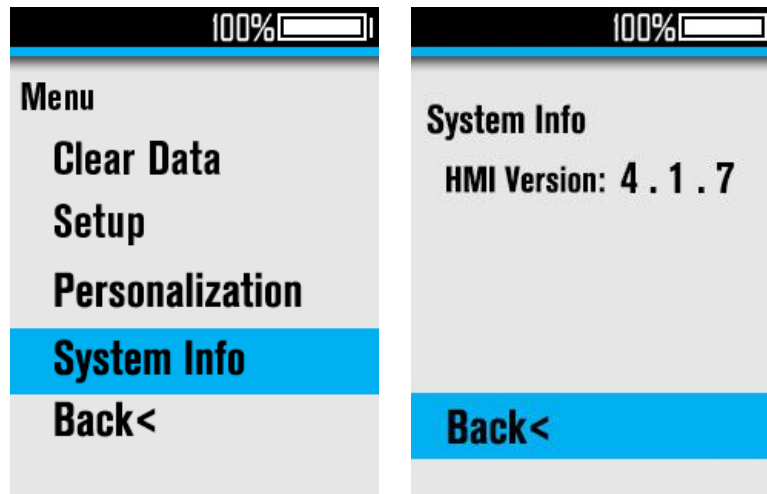 100%
Menu
Clear Data
Setup
Personalization
System Info
Back<
100%
System Info
HMI Version: 4 . 1 . 7
Back<